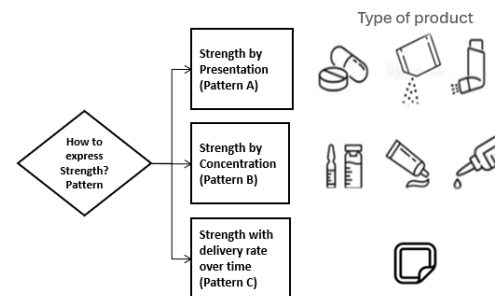 Type of product
Strength by
Presentation
(Pattern A)
How to
express
Strength?
Pattern
Strength by
Concentration
(Pattern B)
Strength with
delivery rate
over time
(Pattern C)